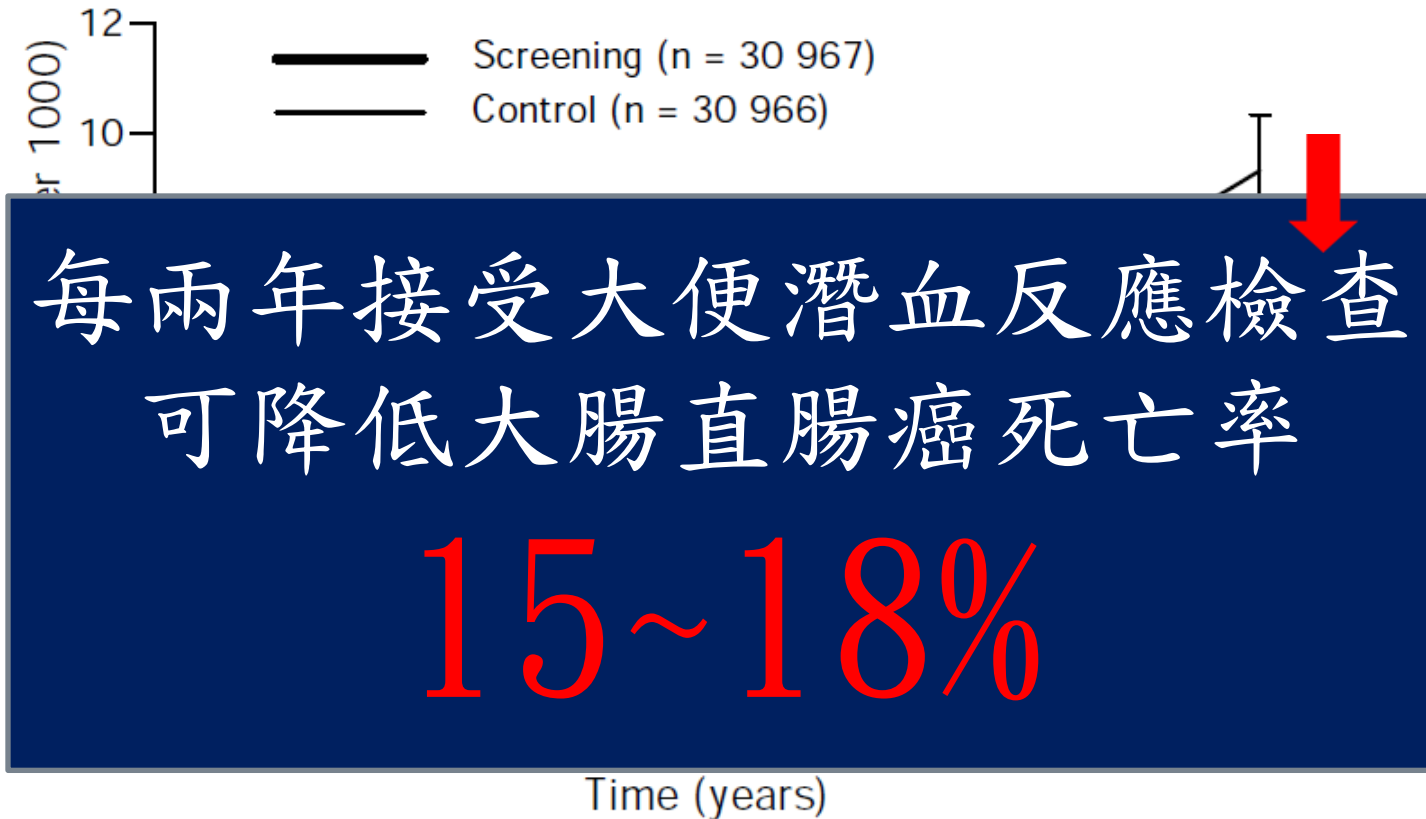 12
Screening (n = 30 967)
Control (n = 30 966)
10
1000)
每兩年接受大便潛血反應檢查
可降低大腸直腸癌死亡率
15~18%
Time (years)